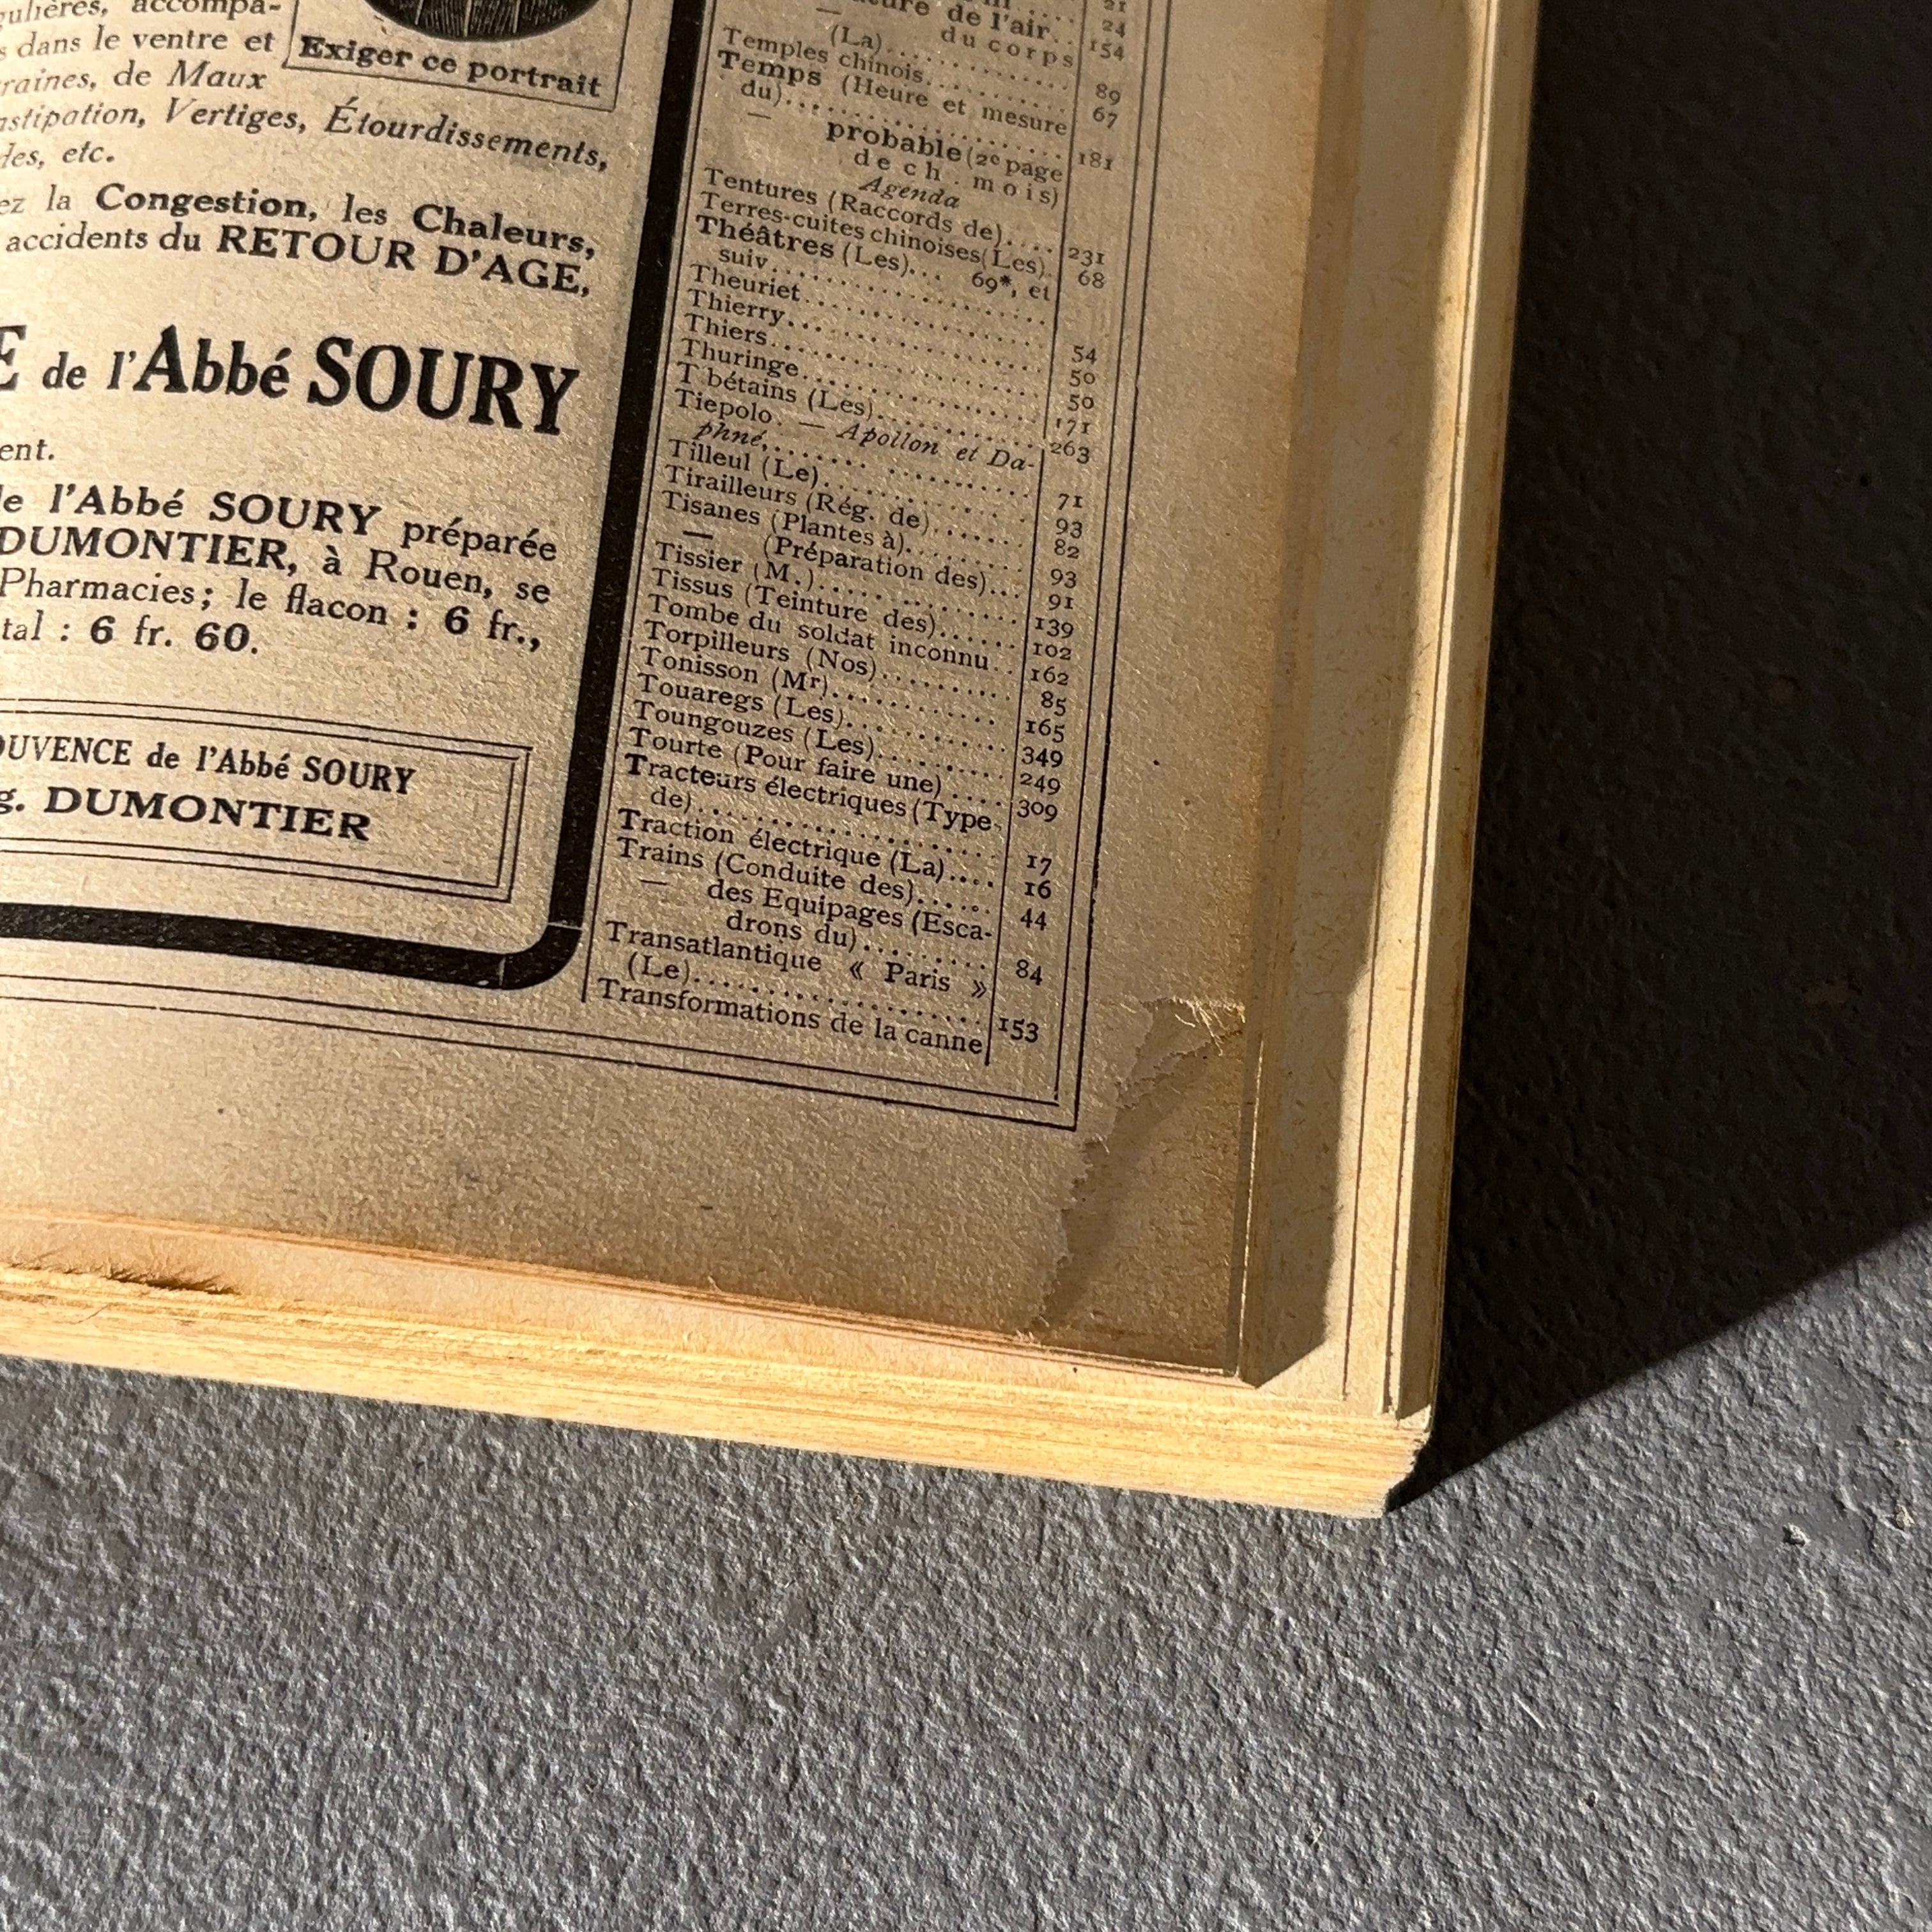 gulières, accompa-
s dans le ventre et
raines, de Maux
Exiger ce portrait
nstipation, Vertiges, Étourdissements,
des, etc.
ez la Congestion, les Chaleurs,
accidents du RETOUR D'AGE,
E de l'Abbé SOURY
ent.
de l'Abbé SOURY préparée
DUMONTIER, à Rouen, se
Pharmacies; le flacon : 6 fr.,
tal : 6 fr. 60.
OUVENCE de l'Abbé SOURY
g. DUMONTIER
21
ture de l'air.. 24
— du corps
(La)............ 154
Temples chinois............ 89
Temps (Heure et mesure 67
du)........................ 181
— probable (2e page
de ch. mois)
Agenda
Tentures (Raccords de).... 231
Terres-cuites chinoises (Les). 68
Théâtres (Les)... 69*, et
suiv.....................
Theuriet.................. 54
Thierry................... 50
Thiers.................... 50
Thuringe.................. 171
T bétains (Les)............ 263
Tiepolo. — Apollon et Da-
phné,.................... 71
Tilleul (Le)............... 93
Tirailleurs (Rég. de)....... 82
Tisanes (Plantes à)........ 93
— (Préparation des)... 91
Tissier (M.)............... 139
Tissus (Teinture des)...... 102
Tombe du soldat inconnu.. 162
Torpilleurs (Nos).......... 85
Tonisson (Mr)............. 165
Touaregs (Les)............ 349
Toungouzes (Les).......... 249
Tourte (Pour faire une).... 309
Tracteurs électriques (Type-
de)....................... 17
Traction électrique (La).... 16
Trains (Conduite des)...... 44
— des Equipages (Esca-
drons du)........ 84
Transatlantique « Paris »
(Le)..................... 153
Transformations de la canne